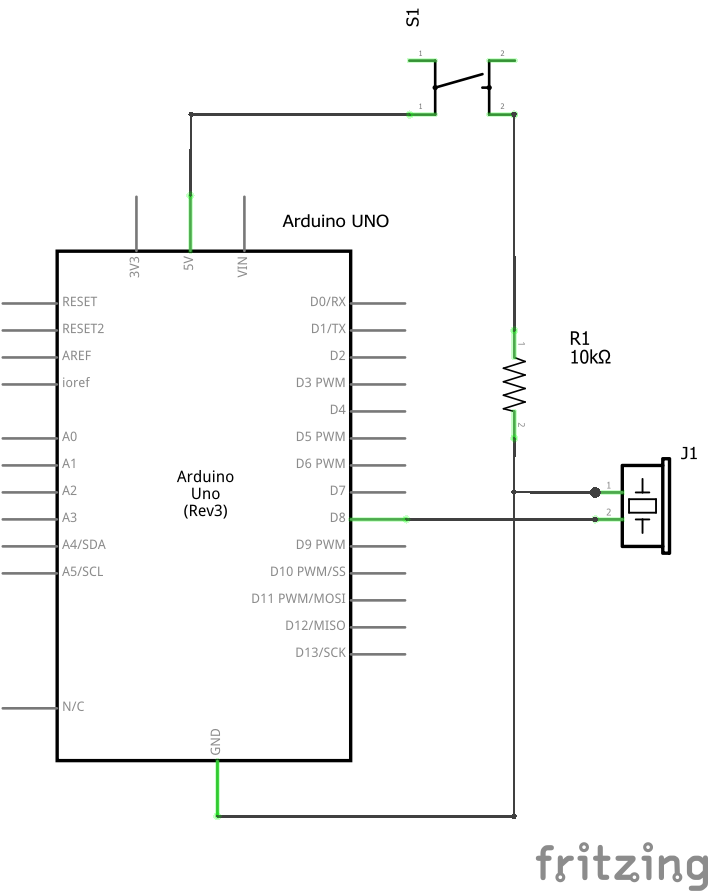 S1
1
2
1
2
Arduino UNO
3V3
5V
VIN
RESET
D0/RX
RESET2
D1/TX
AREF
D2
ioref
D3 PWM
D4
A0
D5 PWM
A1
D6 PWM
A2
D7
A3
D8
A4/SDA
D9 PWM
A5/SCL
D10 PWM/SS
D11 PWM/MOSI
D12/MISO
D13/SCK
N/C
GND
Arduino
Uno
(Rev3)
1
R1
10kΩ
2
J1
1
2
fritzing